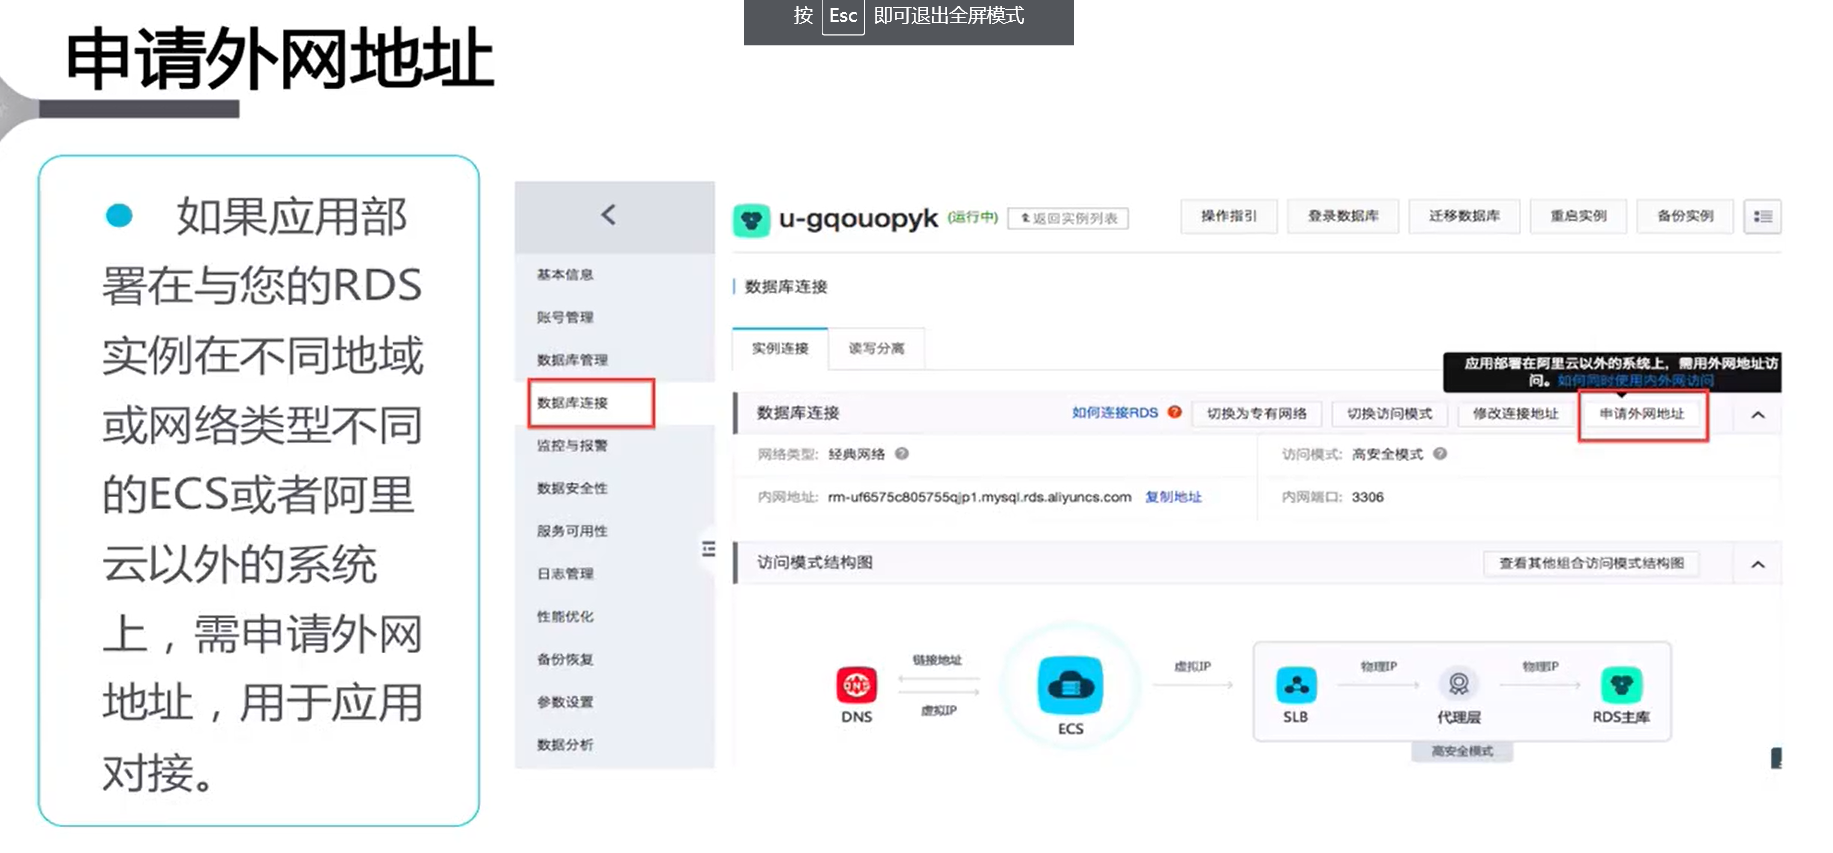 按 Esc 即可退出全屏模式
申请外网地址
如果应用部
署在与您的RDS
实例在不同地域
或网络类型不同
的ECS或者阿里
云以外的系统
上，需申请外网
地址，用于应用
对接。
基本信息
账号管理
数据库管理
数据库连接
监控与报警
数据安全性
服务可用性
日志管理
性能优化
备份恢复
参数设置
数据分析
u-gqouopyk (运行中) 返回实例列表 操作指引 登录数据库 迁移数据库 重启实例 备份实例
数据库连接
实例连接 读写分离
应用部署在阿里云以外的系统上，需用外网地址访
问。如何同时使用内外网访问
数据库连接 如何连接RDS 切换为专有网络 切换访问模式 修改连接地址 申请外网地址
网络类型: 经典网络 访问模式: 高安全模式
内网地址: rm-uf6575c805755qjp1.mysql.rds.aliyuncs.com 复制地址 内网端口: 3306
访问模式结构图 查看其他组合访问模式结构图
链接地址
虚拟IP
DNS
DNS
ECS
虚拟IP
SLB
物理IP
代理层
物理IP
RDS主库
高安全模式